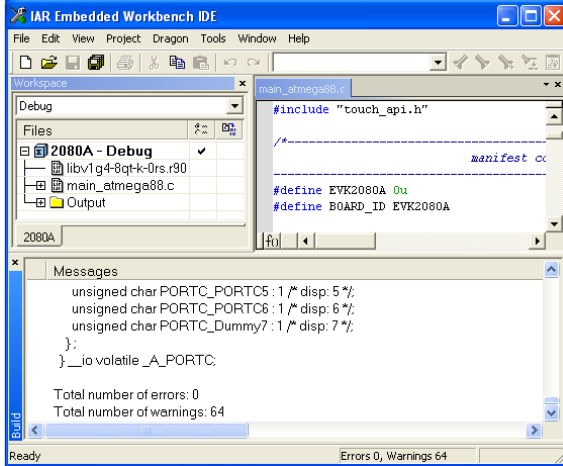 IAR Embedded Workbench IDE
File Edit View Project Dragon Tools Window Help
Workspace
main_atmega88.c
Debug
Files
2080A - Debug
libv1g4-8qt-k-0rs.r90
main_atmega88.c
Output
2080A
#include "touch_api.h"
/*----------------------------
manifest co
#define EVK2080A 0u
#define BOARD_ID EVK2080A
f()
Messages
unsigned char PORTC_PORTC5 : 1 /* disp: 5 */;
unsigned char PORTC_PORTC6 : 1 /* disp: 6 */;
unsigned char PORTC_Dummy7 : 1 /* disp: 7 */;
};
} __io volatile _A_PORTC;
Total number of errors: 0
Total number of warnings: 64
Build
Ready
Errors 0, Warnings 64